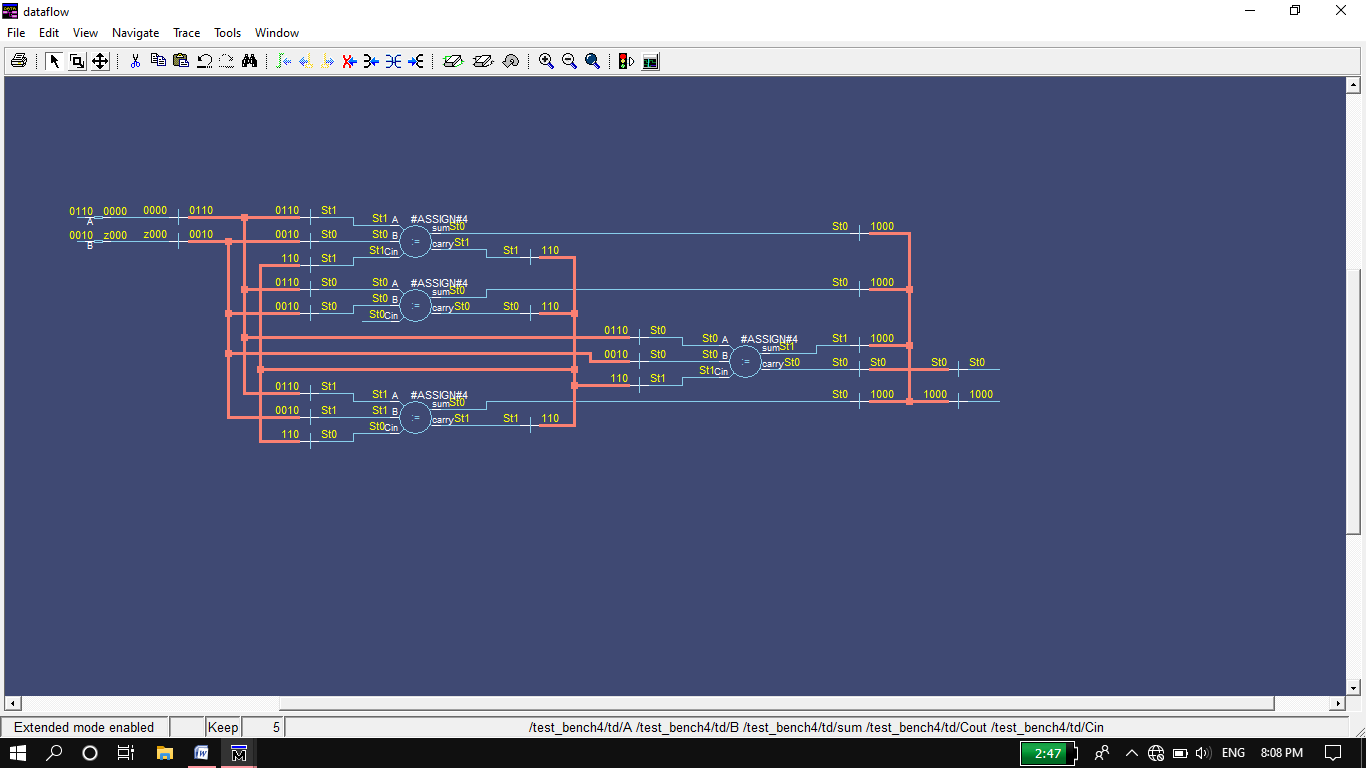 dataflow
File Edit View Navigate Trace Tools Window
0110 0000 0000 0110 0110 St1 St1 A #ASSIGN#4
A sum St0 St0 1000
0010 z000 z000 0010 0010 St0 St0 B
B carry St1
St1 Cin St1 110
110 St1
0110 St0 St0 A #ASSIGN#4 St0 1000
sum St0
St0 B
0010 St0 carry St0 St0 110
St0 Cin
0110 St0 St0 A #ASSIGN#4 St1 1000
sum St1
0010 St0 St0 B
carry St0 St0 St0 St0 St0
St1 Cin
110 St1
0110 St1 St1 A #ASSIGN#4 St0 1000 1000 1000
sum St0
0010 St1 St1 B
carry St1 St1 110
St0 Cin
110 St0
Extended mode enabled Keep 5 /test_bench4/td/A /test_bench4/td/B /test_bench4/td/sum /test_bench4/td/Cout /test_bench4/td/Cin
2:47 ENG 8:08 PM